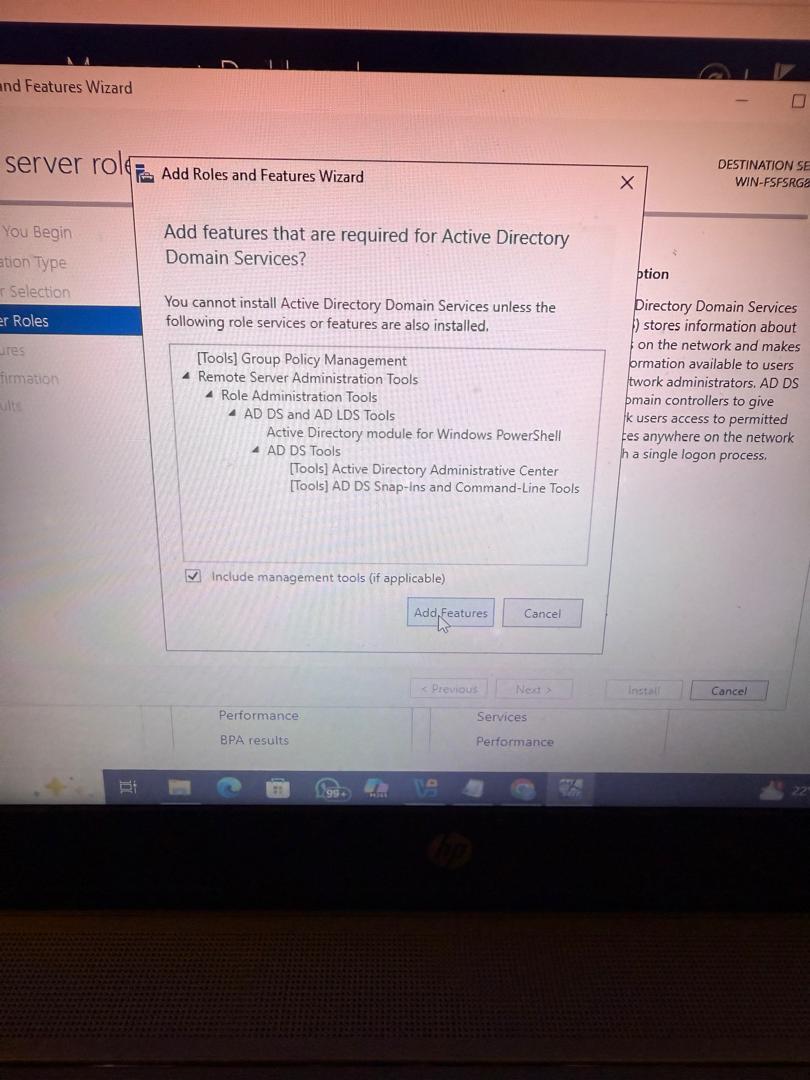 and Features Wizard
server role
DESTINATION SE
WIN-FSFSRG8
Add Roles and Features Wizard
Add features that are required for Active Directory
Domain Services?
You cannot install Active Directory Domain Services unless the
following role services or features are also installed.
[Tools] Group Policy Management
Remote Server Administration Tools
Role Administration Tools
AD DS and AD LDS Tools
Active Directory module for Windows PowerShell
AD DS Tools
[Tools] Active Directory Administrative Center
[Tools] AD DS Snap-Ins and Command-Line Tools
Include management tools (if applicable)
Add Features
Cancel
You Begin
ation Type
r Selection
er Roles
ures
firmation
ults
ption
Directory Domain Services
) stores information about
on the network and makes
ormation available to users
twork administrators. AD DS
omain controllers to give
k users access to permitted
ces anywhere on the network
h a single logon process.
< Previous
Next >
Install
Cancel
Performance
BPA results
Services
Performance
99+
22°
hp